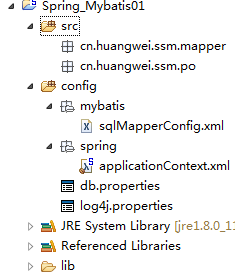 Spring_Mybatis01
src
cn.huangwei.ssm.mapper
cn.huangwei.ssm.po
config
mybatis
sqlMapperConfig.xml
spring
applicationContext.xml
db.properties
log4j.properties
JRE System Library [jre1.8.0_11
Referenced Libraries
lib